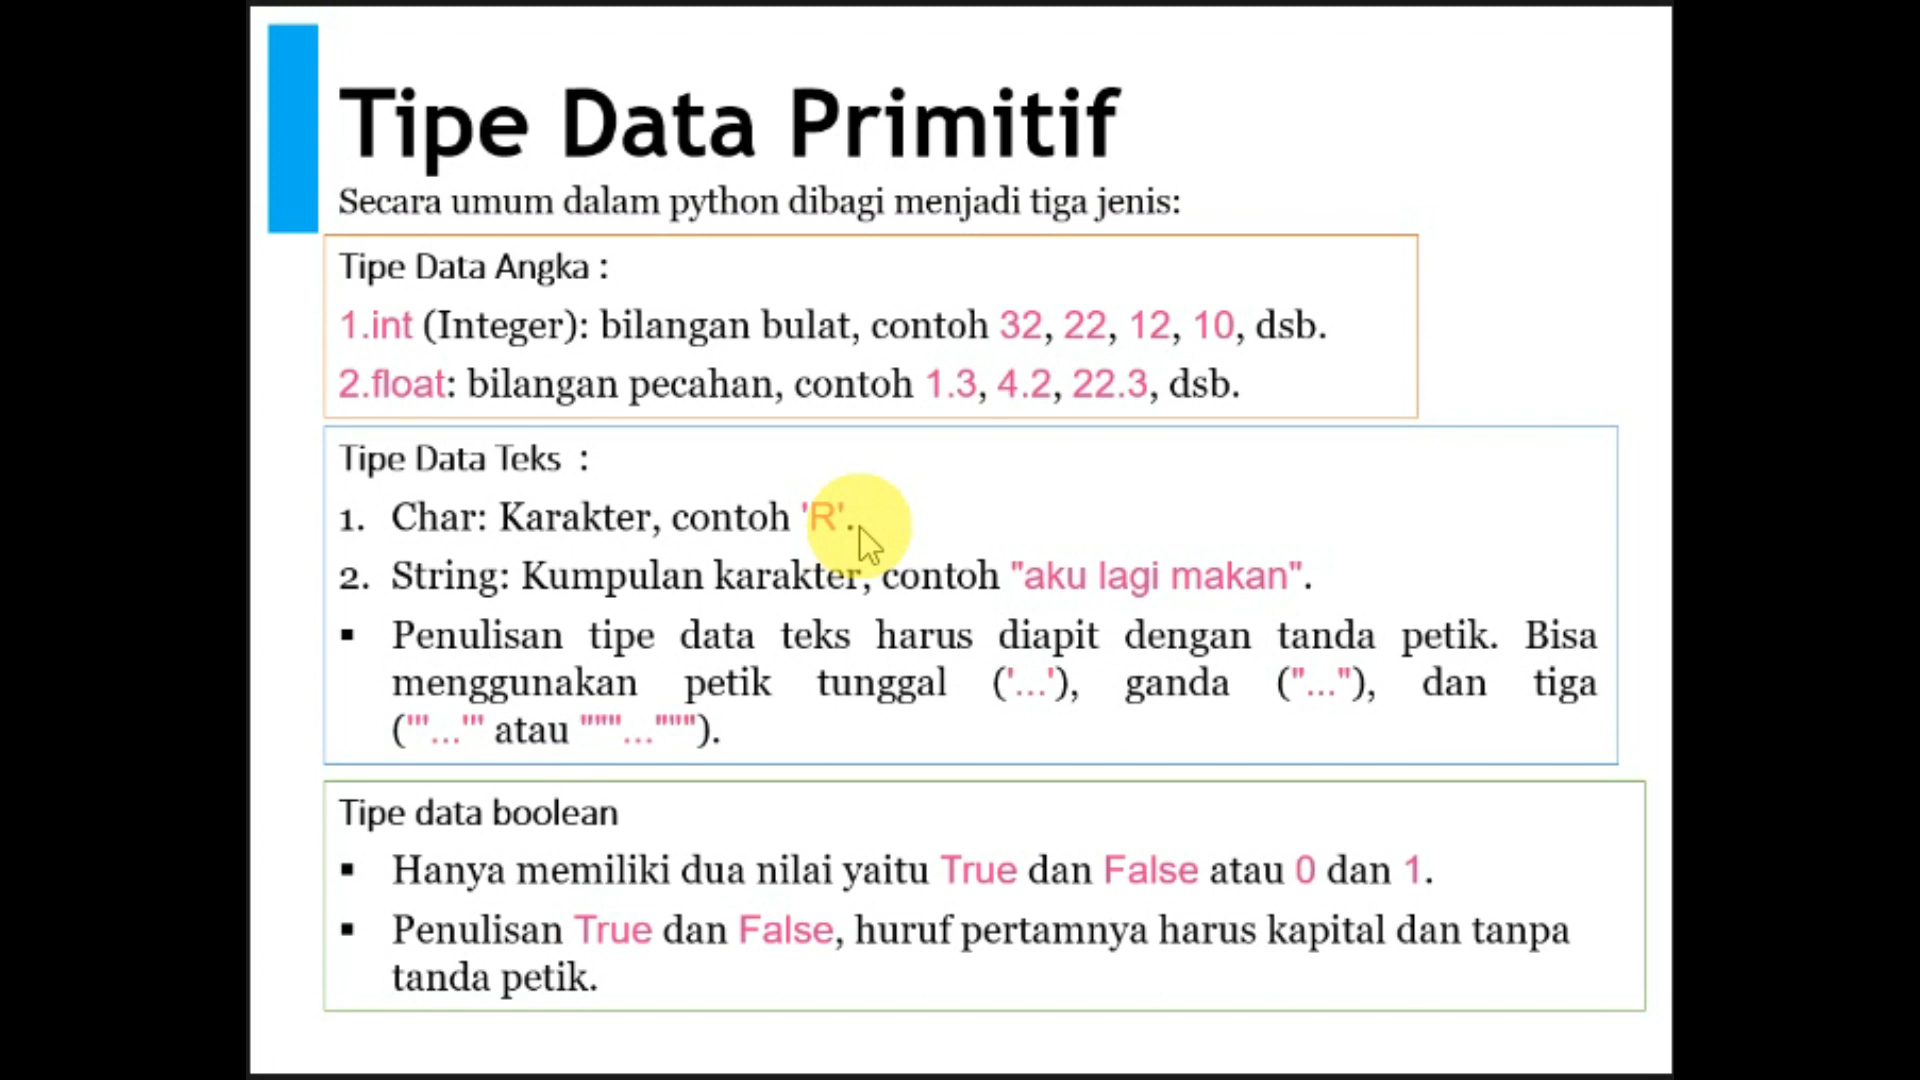 Tipe Data Primitif
Secara umum dalam python dibagi menjadi tiga jenis:
Tipe Data Angka :
1.int (Integer): bilangan bulat, contoh 32, 22, 12, 10, dsb.
2.float: bilangan pecahan, contoh 1.3, 4.2, 22.3, dsb.
Tipe Data Teks :
1. Char: Karakter, contoh 'R'.
2. String: Kumpulan karakter, contoh "aku lagi makan".
▪ Penulisan tipe data teks harus diapit dengan tanda petik. Bisa
menggunakan petik tunggal ('...'), ganda ("..."), dan tiga
('''...''' atau """...""").
Tipe data boolean
▪ Hanya memiliki dua nilai yaitu True dan False atau 0 dan 1.
▪ Penulisan True dan False, huruf pertamnya harus kapital dan tanpa
tanda petik.